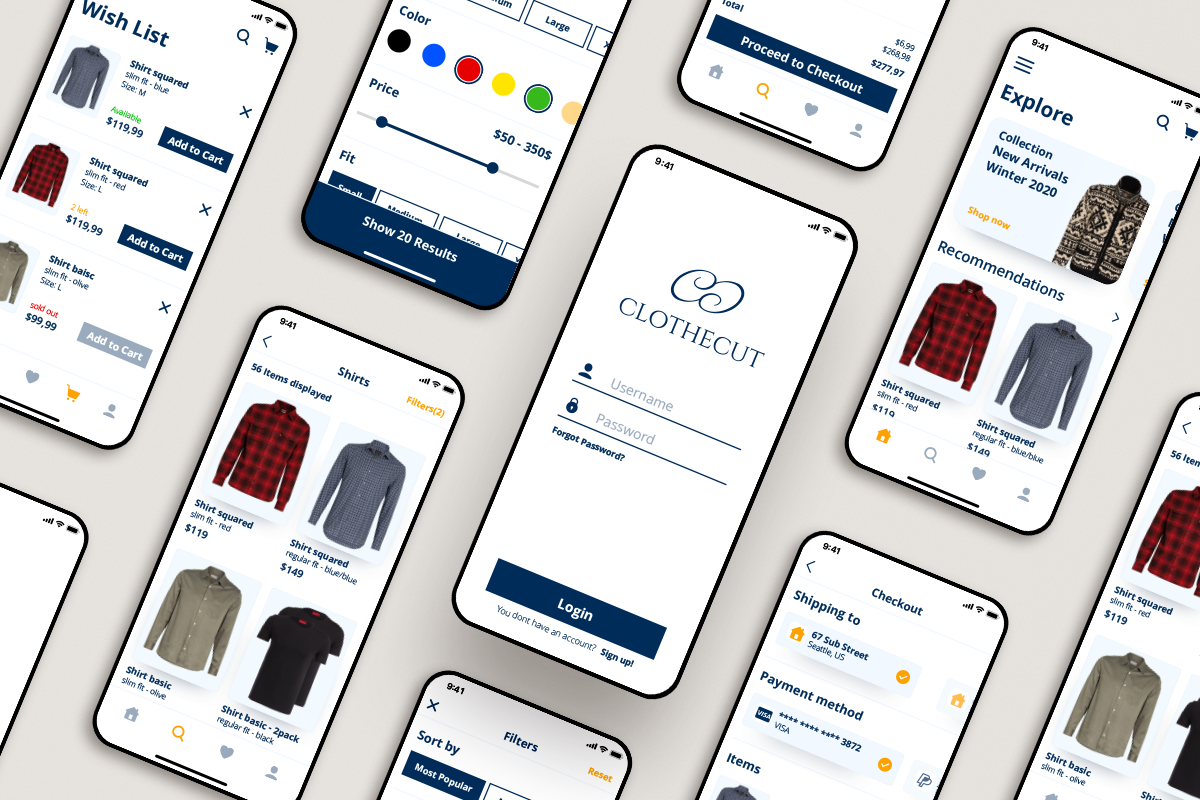 Wish List
Shirt squared
slim fit - blue
Size: M
Available
$119,99
Add to Cart
Shirt squared
slim fit - red
Size: L
2 left
$119,99
Add to Cart
Shirt baisc
slim fit - olive
Size: L
sold out
$99,99
Add to Cart
Large
Color
Price
$50 - 350$
Fit
Small
Medium
Large
Show 20 Results
Total
$6,99
$268,98
$277,97
Proceed to Checkout
9:41
Explore
Collection
New Arrivals
Winter 2020
Shop now
Recommendations
Shirt squared
slim fit - red
$119
Shirt squared
regular fit - blue/blue
$149
9:41
CLOTHECUT
Username
Password
Forgot Password?
Login
You dont have an account? Sign up!
9:41
Shirts
56 Items displayed
Filters(2)
Shirt squared
slim fit - red
$119
Shirt squared
regular fit - blue/blue
$149
Shirt basic
slim fit - olive
Shirt basic - 2pack
regular fit - black
9:41
Filters
Reset
Sort by
Most Popular
9:41
Checkout
Shipping to
67 Sub Street
Seattle, US
Payment method
VISA
**** **** **** 3872
VISA
Items
56 Items
Shirt squared
slim fit - red
$119
Shirt basic
slim fit - olive